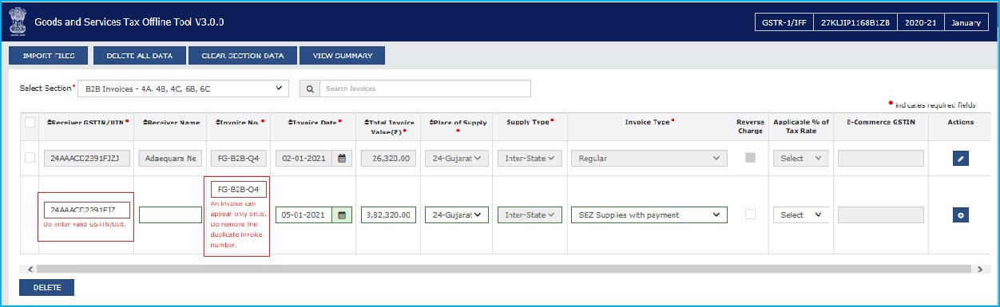 Goods and Services Tax Offline Tool V3.0.0
GSTR-1/IFF 27KLJIP1168B1ZB 2020-21 January
IMPORT FILES DELETE ALL DATA CLEAR SECTION DATA VIEW SUMMARY
Select Section* B2B Invoices - 4A, 4B, 4C, 6B, 6C Search Invoices
• indicates required fields
Receiver GSTIN/UIN• Receiver Name Invoice No.• Invoice Date• Total Invoice Value(₹)• Place of Supply• Supply Type• Invoice Type• Reverse Charge Applicable % of Tax Rate E-Commerce GSTIN Actions
24AAACD2391FJZJ Adaequare Ne FG-B2B-Q4- 02-01-2021 26,320.00 24-Gujarat Inter-State Regular Select
FG-B2B-Q4-
24AAACD2391FJZ 05-01-2021 3,82,320.00 24-Gujarat Inter-State SEZ Supplies with payment Select
Do enter valid GSTIN/UIN.
An invoice can
appear only once.
Do remove the
duplicate invoice
number.
DELETE